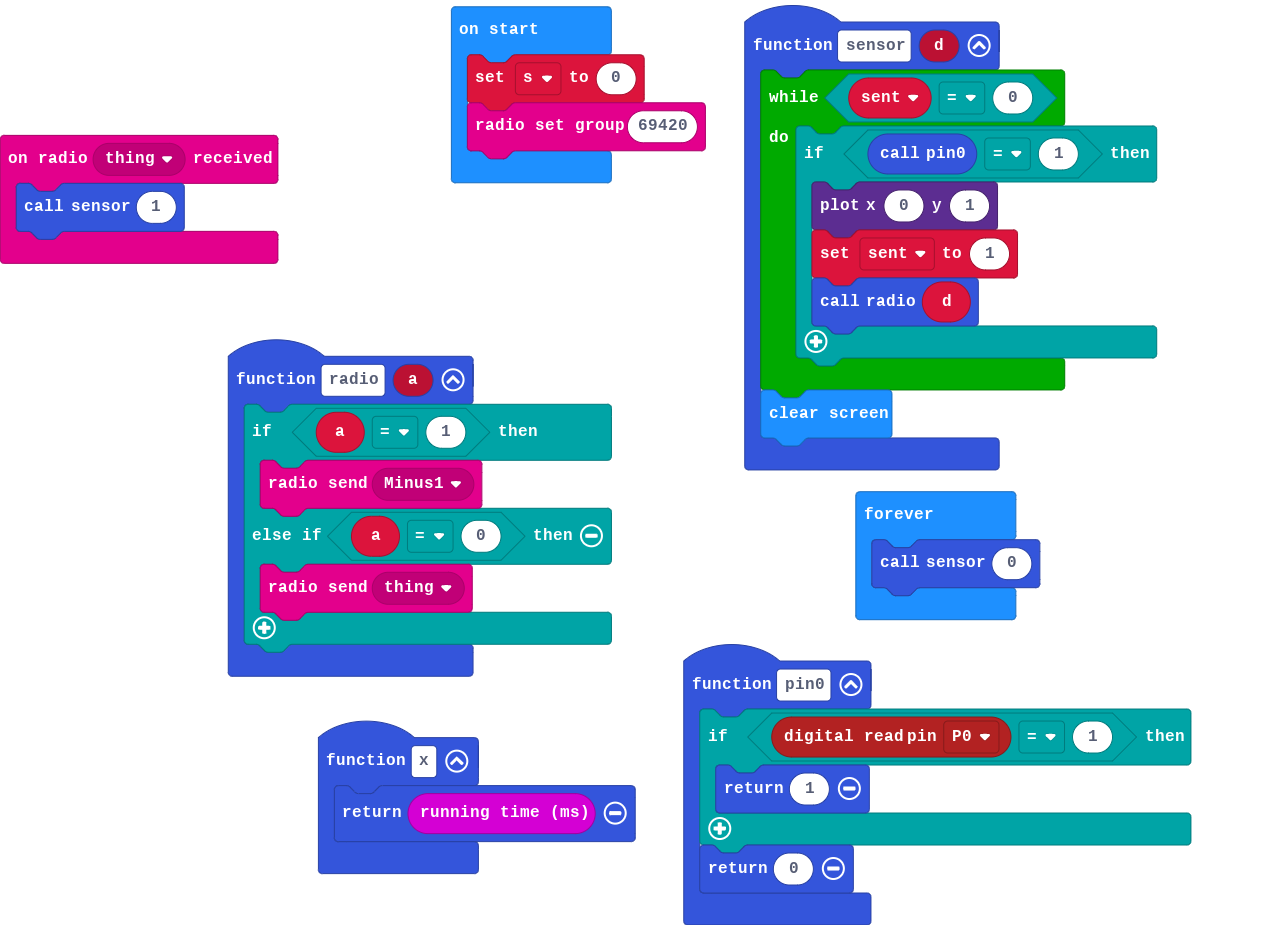 on start
set s to 0
radio set group 69420
on radio thing received
call sensor 1
function sensor d
while sent = 0
do
if call pin0 = 1 then
plot x 0 y 1
set sent to 1
call radio d
clear screen
function radio a
if a = 1 then
radio send Minus1
else if a = 0 then
radio send thing
forever
call sensor 0
function x
return running time (ms)
function pin0
if digital read pin P0 = 1 then
return 1
return 0